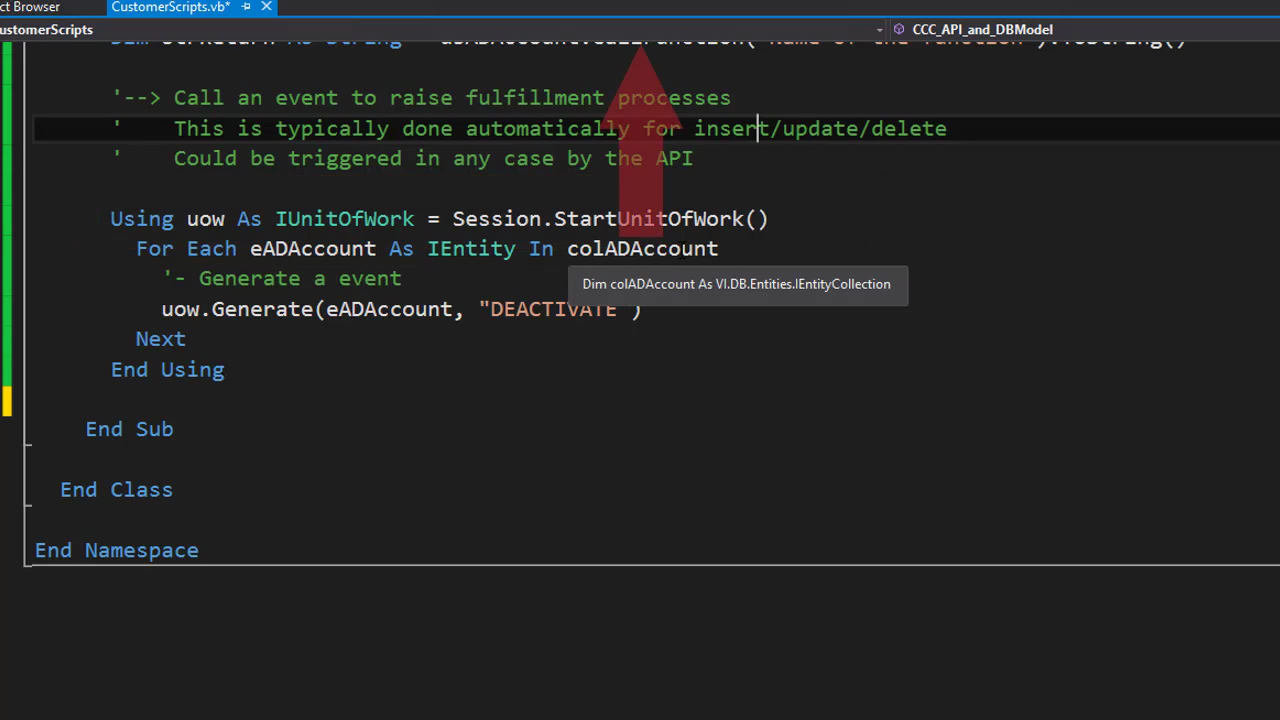 ct Browser CustomerScripts.vb*
ustomerScripts CCC_API_and_DBModel
'--> Call an event to raise fulfillment processes
' This is typically done automatically for insert/update/delete
' Could be triggered in any case by the API
Using uow As IUnitOfWork = Session.StartUnitOfWork()
For Each eADAccount As IEntity In colADAccount
'- Generate a event
Dim colADAccount As VI.DB.Entities.IEntityCollection
uow.Generate(eADAccount, "DEACTIVATE")
Next
End Using
End Sub
End Class
End Namespace